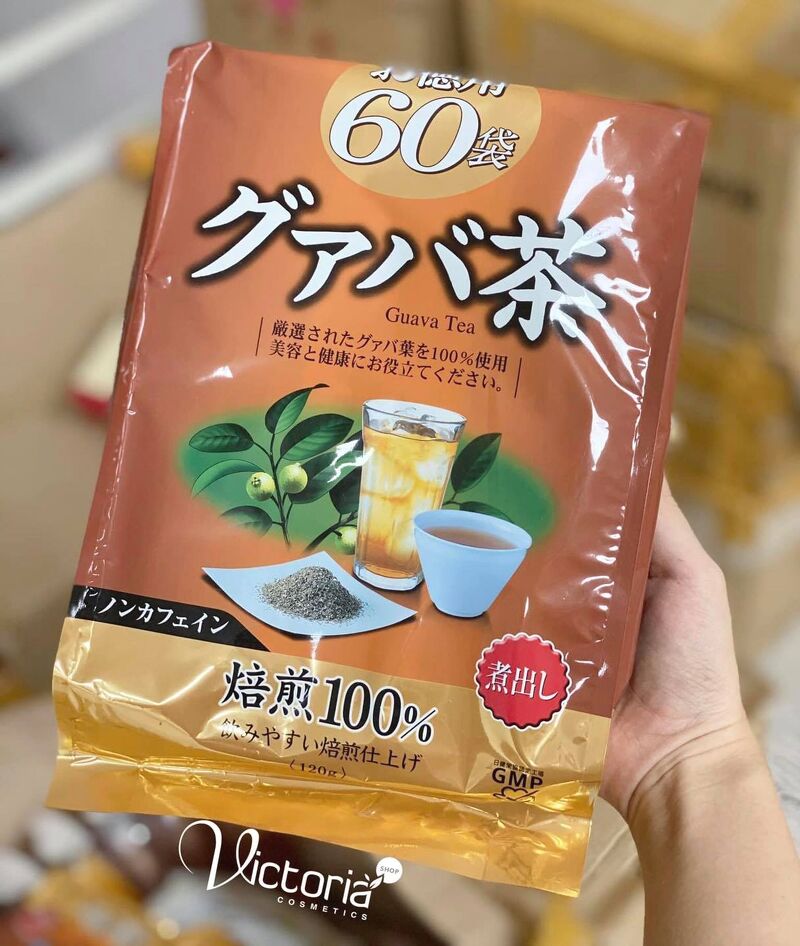 お徳用
60袋
グァバ茶
Guava Tea
厳選されたグァバ葉を100%使用
美容と健康にお役立てください。
ノンカフェイン
焙煎100%
煮出し
飲みやすい焙煎仕上げ
〈120g〉
GMP
Victoria
SHOP
COSMETICS